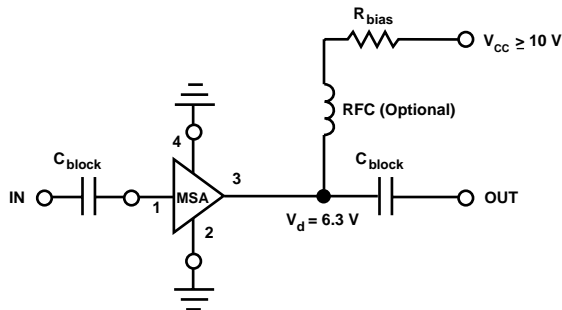 R_bias
V_CC ≥ 10 V
RFC (Optional)
4
C_block
C_block
3
IN
MSA
OUT
1
2
V_d = 6.3 V